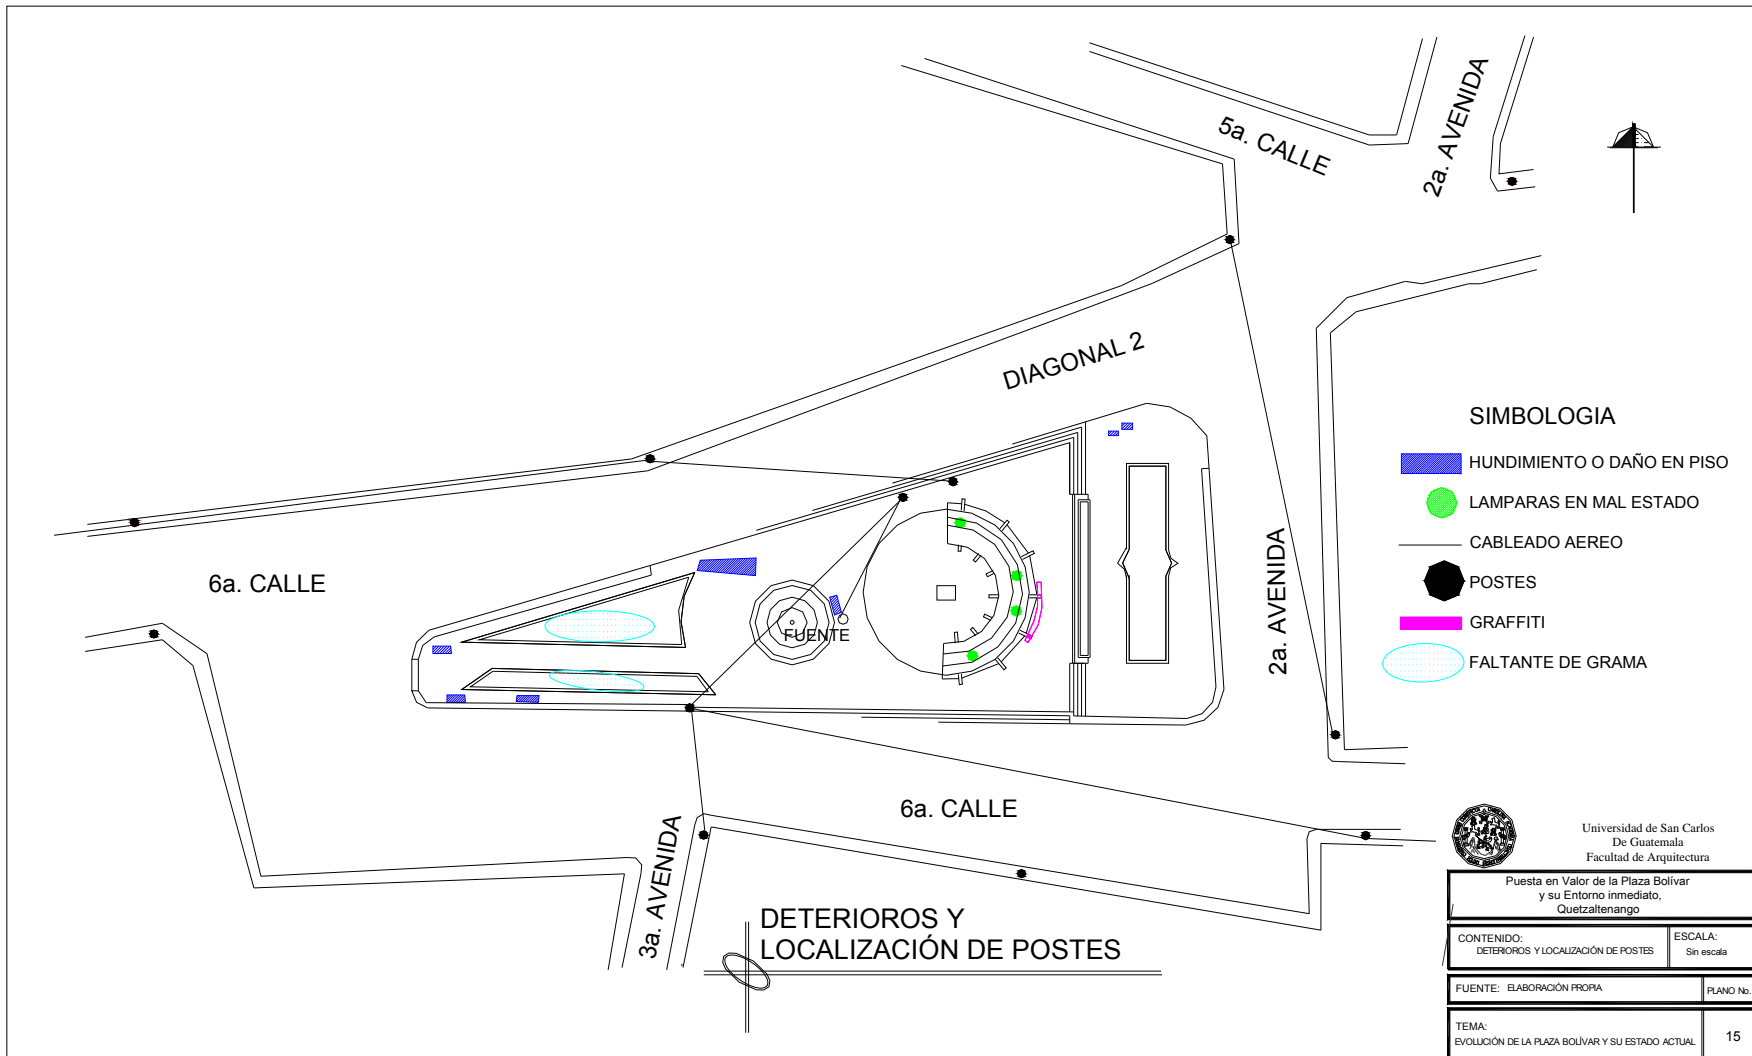 5a. CALLE
2a. AVENIDA
DIAGONAL 2
6a. CALLE
FUENTE
2a. AVENIDA
6a. CALLE
3a. AVENIDA
SIMBOLOGIA
HUNDIMIENTO O DAÑO EN PISO
LAMPARAS EN MAL ESTADO
CABLEADO AEREO
POSTES
GRAFFITI
FALTANTE DE GRAMA
DETERIOROS Y
LOCALIZACIÓN DE POSTES
Universidad de San Carlos
De Guatemala
Facultad de Arquitectura
Puesta en Valor de la Plaza Bolívar
y su Entorno inmediato,
Quetzaltenango
CONTENIDO:
DETERIOROS Y LOCALIZACIÓN DE POSTES
ESCALA:
Sin escala
FUENTE: ELABORACIÓN PROPIA
PLANO No.
TEMA:
EVOLUCIÓN DE LA PLAZA BOLÍVAR Y SU ESTADO ACTUAL
15